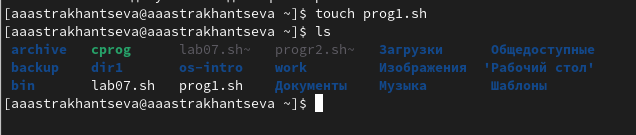 [aaastrakhantseva@aaastrakhantseva ~]$ touch prog1.sh
[aaastrakhantseva@aaastrakhantseva ~]$ ls
archive cprog lab07.sh~ progr2.sh~ Загрузки Общедоступные
backup dir1 os-intro work Изображения 'Рабочий стол'
bin lab07.sh prog1.sh Документы Музыка Шаблоны
[aaastrakhantseva@aaastrakhantseva ~]$